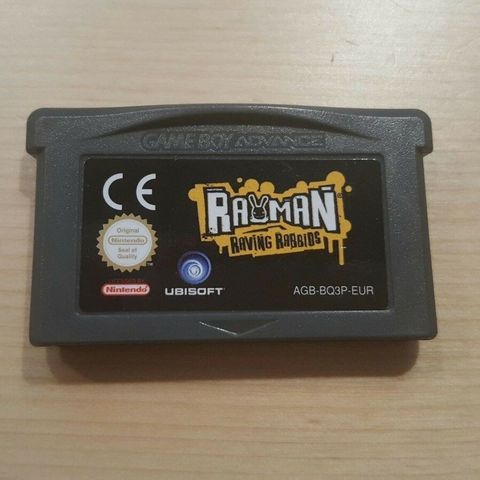 GAME BOY ADVANCE
CE
RAYMAN
RAVING RABBIDS
Original
Nintendo
Seal of
Quality
Nintendo
UBISOFT
AGB-BQ3P-EUR